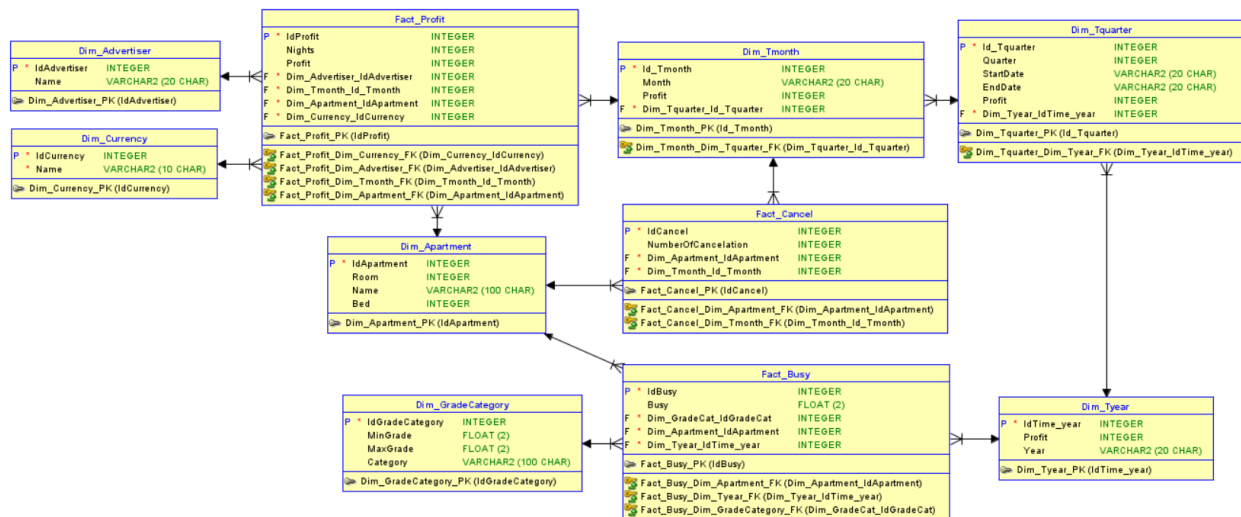 Fact_Profit
P * IdProfit INTEGER
Nights INTEGER
Profit INTEGER
F * Dim_Advertiser_IdAdvertiser INTEGER
F * Dim_Tmonth_Id_Tmonth INTEGER
F * Dim_Apartment_IdApartment INTEGER
F * Dim_Currency_IdCurrency INTEGER
Fact_Profit_PK (IdProfit)
Fact_Profit_Dim_Currency_FK (Dim_Currency_IdCurrency)
Fact_Profit_Dim_Advertiser_FK (Dim_Advertiser_IdAdvertiser)
Fact_Profit_Dim_Tmonth_FK (Dim_Tmonth_Id_Tmonth)
Fact_Profit_Dim_Apartment_FK (Dim_Apartment_IdApartment)
Dim_Advertiser
P * IdAdvertiser INTEGER
Name VARCHAR2 (20 CHAR)
Dim_Advertiser_PK (IdAdvertiser)
Dim_Currency
P * IdCurrency INTEGER
* Name VARCHAR2 (10 CHAR)
Dim_Currency_PK (IdCurrency)
Dim_Tmonth
P * Id_Tmonth INTEGER
Month VARCHAR2 (20 CHAR)
Profit INTEGER
F * Dim_Tquarter_Id_Tquarter INTEGER
Dim_Tmonth_PK (Id_Tmonth)
Dim_Tmonth_Dim_Tquarter_FK (Dim_Tquarter_Id_Tquarter)
Dim_Tquarter
P * Id_Tquarter INTEGER
Quarter INTEGER
StartDate VARCHAR2 (20 CHAR)
EndDate VARCHAR2 (20 CHAR)
Profit INTEGER
F * Dim_Tyear_IdTime_year INTEGER
Dim_Tquarter_PK (Id_Tquarter)
Dim_Tquarter_Dim_Tyear_FK (Dim_Tyear_IdTime_year)
Dim_Apartment
P * IdApartment INTEGER
Room INTEGER
Name VARCHAR2 (100 CHAR)
Bed INTEGER
Dim_Apartment_PK (IdApartment)
Fact_Cancel
P * IdCancel INTEGER
NumberOfCancelation INTEGER
F * Dim_Apartment_IdApartment INTEGER
F * Dim_Tmonth_Id_Tmonth INTEGER
Fact_Cancel_PK (IdCancel)
Fact_Cancel_Dim_Apartment_FK (Dim_Apartment_IdApartment)
Fact_Cancel_Dim_Tmonth_FK (Dim_Tmonth_Id_Tmonth)
Dim_GradeCategory
P * IdGradeCategory INTEGER
MinGrade FLOAT (2)
MaxGrade FLOAT (2)
Category VARCHAR2 (100 CHAR)
Dim_GradeCategory_PK (IdGradeCategory)
Fact_Busy
P * IdBusy INTEGER
Busy FLOAT (2)
F * Dim_GradeCat_IdGradeCat INTEGER
F * Dim_Apartment_IdApartment INTEGER
F * Dim_Tyear_IdTime_year INTEGER
Fact_Busy_PK (IdBusy)
Fact_Busy_Dim_Apartment_FK (Dim_Apartment_IdApartment)
Fact_Busy_Dim_Tyear_FK (Dim_Tyear_IdTime_year)
Fact_Busy_Dim_GradeCategory_FK (Dim_GradeCat_IdGradeCat)
Dim_Tyear
P * IdTime_year INTEGER
Profit INTEGER
Year VARCHAR2 (20 CHAR)
Dim_Tyear_PK (IdTime_year)